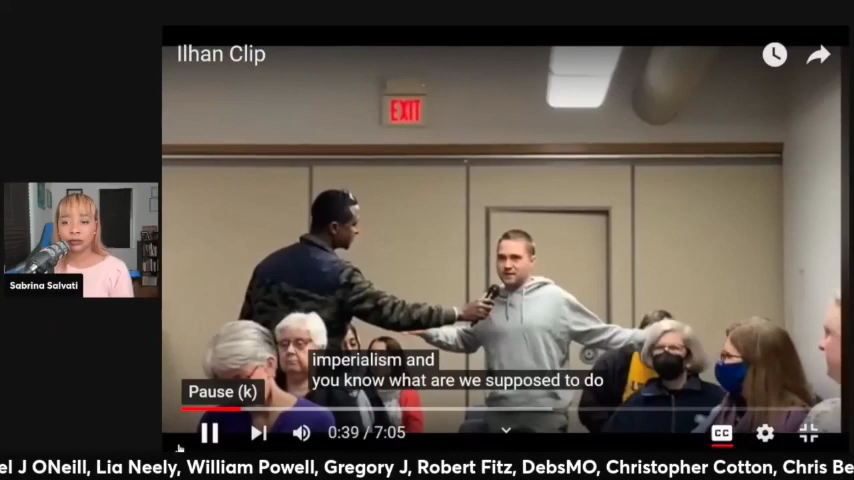 Ilhan Clip
EXIT
Sabrina Salvati
imperialism and
you know what are we supposed to do
Pause (k)
0:39 / 7:05
CC
el J ONeill, Lia Neely, William Powell, Gregory J, Robert Fitz, DebsMO, Christopher Cotton, Chris Be